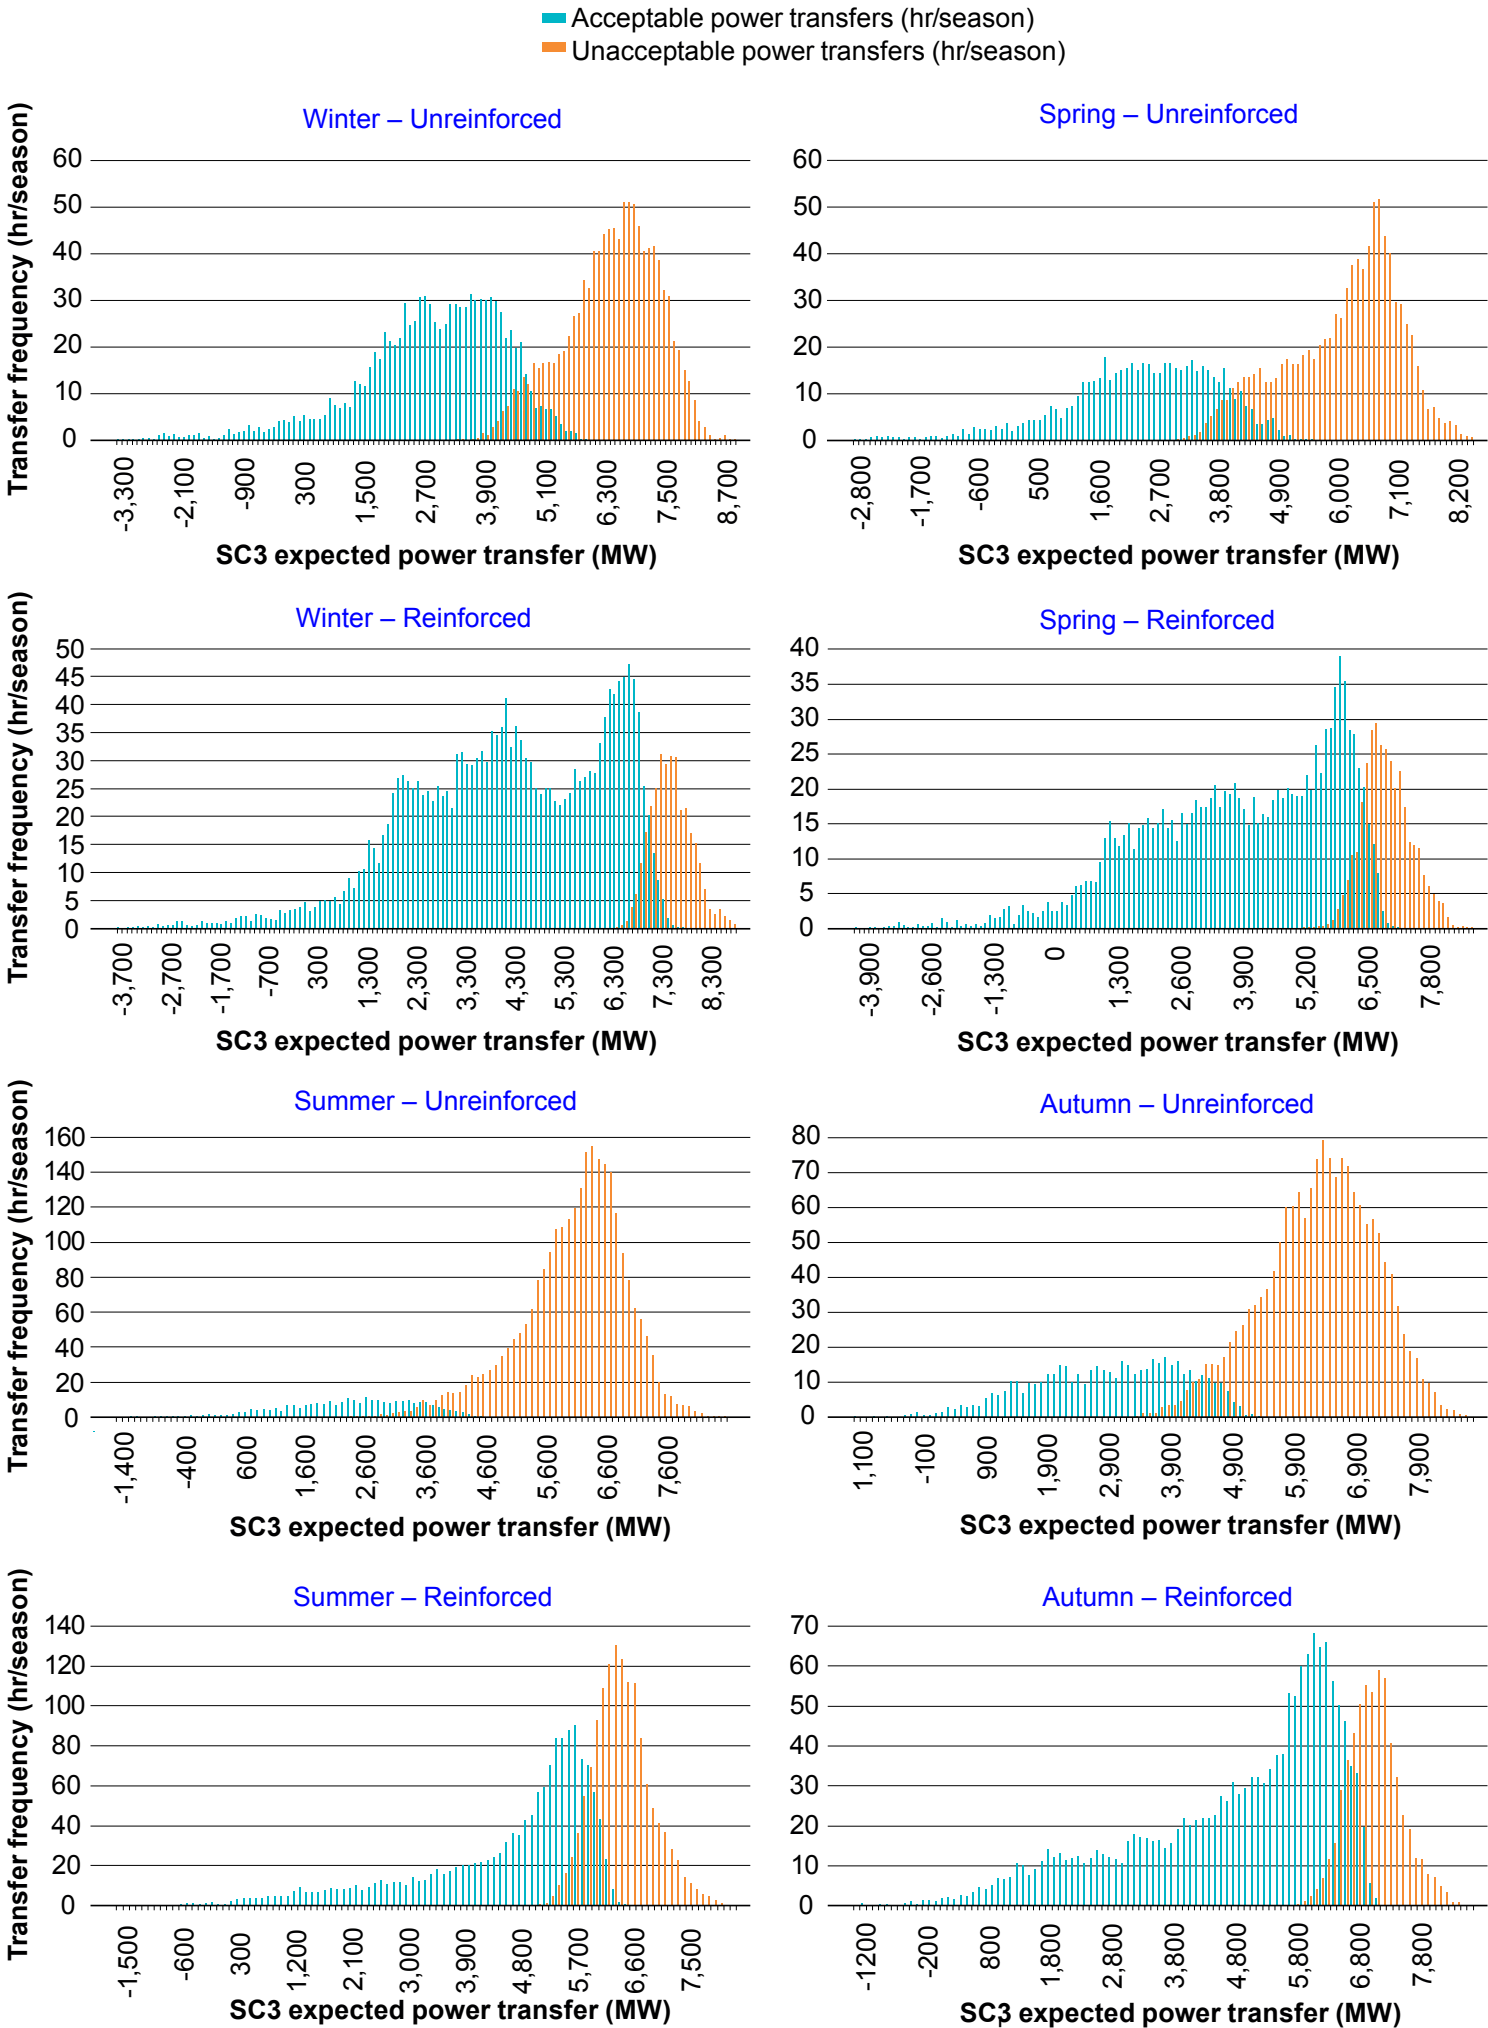 Acceptable power transfers (hr/season)
Unacceptable power transfers (hr/season)
Winter – Unreinforced
Transfer frequency (hr/season)
60
50
40
30
20
10
0
-3,300 -2,100 -900 300 1,500 2,700 3,900 5,100 6,300 7,500 8,700
SC3 expected power transfer (MW)
Spring – Unreinforced
60
50
40
30
20
10
0
-2,800 -1,700 -600 500 1,600 2,700 3,800 4,900 6,000 7,100 8,200
SC3 expected power transfer (MW)
Winter – Reinforced
Transfer frequency (hr/season)
50
45
40
35
30
25
20
15
10
5
0
-3,700 -2,700 -1,700 -700 300 1,300 2,300 3,300 4,300 5,300 6,300 7,300 8,300
SC3 expected power transfer (MW)
Spring – Reinforced
40
35
30
25
20
15
10
5
0
-3,900 -2,600 -1,300 0 1,300 2,600 3,900 5,200 6,500 7,800
SC3 expected power transfer (MW)
Summer – Unreinforced
Transfer frequency (hr/season)
160
140
120
100
80
60
40
20
0
-1,400 -400 600 1,600 2,600 3,600 4,600 5,600 6,600 7,600
SC3 expected power transfer (MW)
Autumn – Unreinforced
80
70
60
50
40
30
20
10
0
1,100 -100 900 1,900 2,900 3,900 4,900 5,900 6,900 7,900
SC3 expected power transfer (MW)
Summer – Reinforced
Transfer frequency (hr/season)
140
120
100
80
60
40
20
0
-1,500 -600 300 1,200 2,100 3,000 3,900 4,800 5,700 6,600 7,500
SC3 expected power transfer (MW)
Autumn – Reinforced
70
60
50
40
30
20
10
0
-1200 -200 800 1,800 2,800 3,800 4,800 5,800 6,800 7,800
SC3 expected power transfer (MW)